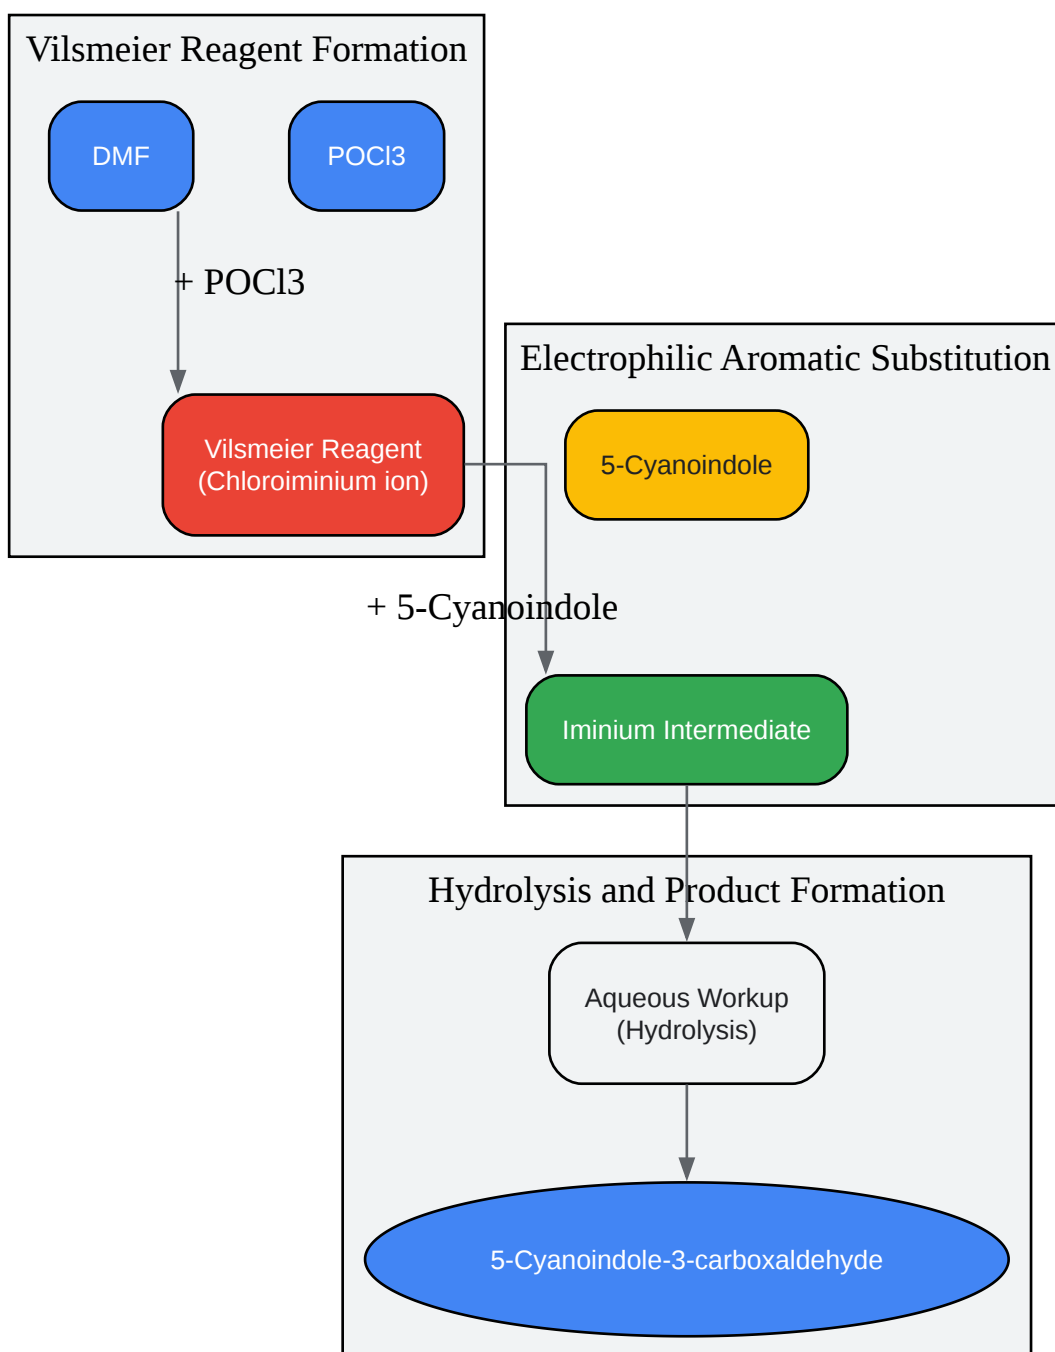 Vilsmeier Reagent Formation
DMF
POCl3
+ POCl3
Vilsmeier Reagent
(Chloroiminium ion)
Electrophilic Aromatic Substitution
5-Cyanoindole
+ 5-Cyanoindole
Iminium Intermediate
Hydrolysis and Product Formation
Aqueous Workup
(Hydrolysis)
5-Cyanoindole-3-carboxaldehyde